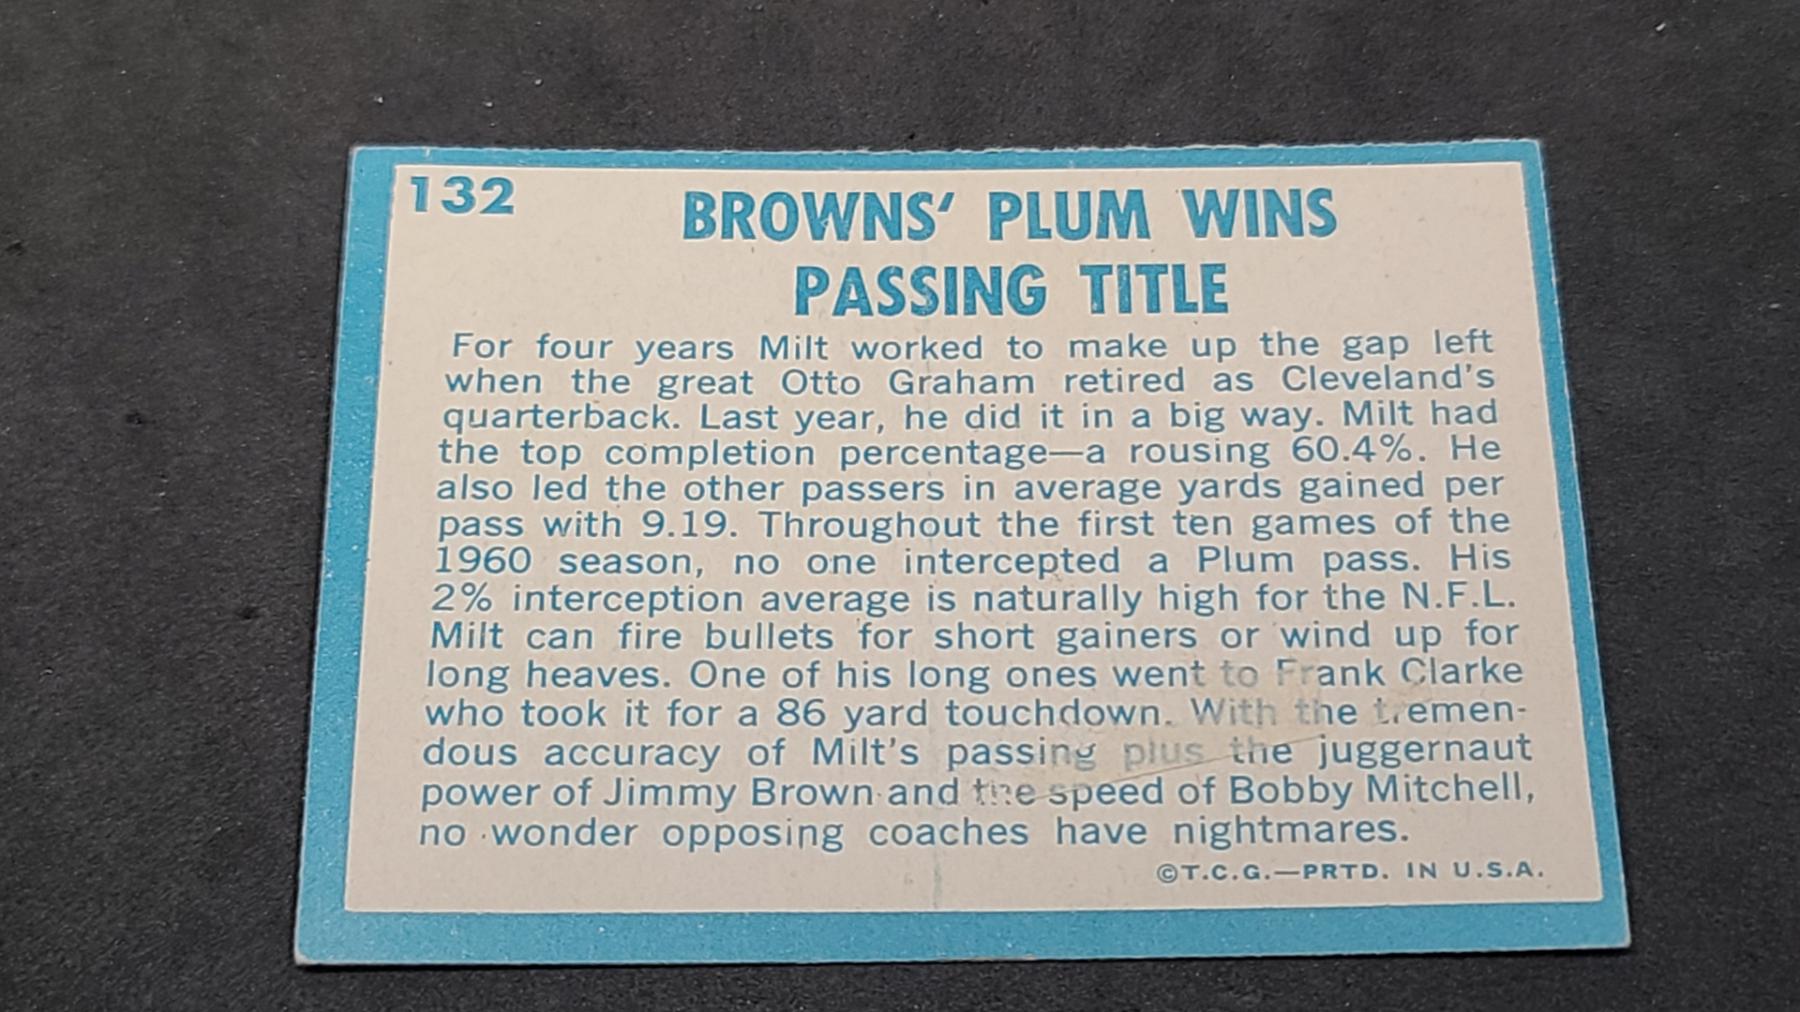 132
BROWNS' PLUM WINS
PASSING TITLE
For four years Milt worked to make up the gap left
when the great Otto Graham retired as Cleveland's
quarterback. Last year, he did it in a big way. Milt had
the top completion percentage—a rousing 60.4%. He
also led the other passers in average yards gained per
pass with 9.19. Throughout the first ten games of the
1960 season, no one intercepted a Plum pass. His
2% interception average is naturally high for the N.F.L.
Milt can fire bullets for short gainers or wind up for
long heaves. One of his long ones went to Frank Clarke
who took it for a 86 yard touchdown. With the tremen-
dous accuracy of Milt's passing plus the juggernaut
power of Jimmy Brown and the speed of Bobby Mitchell,
no wonder opposing coaches have nightmares.
©T.C.G.—PRTD. IN U.S.A.